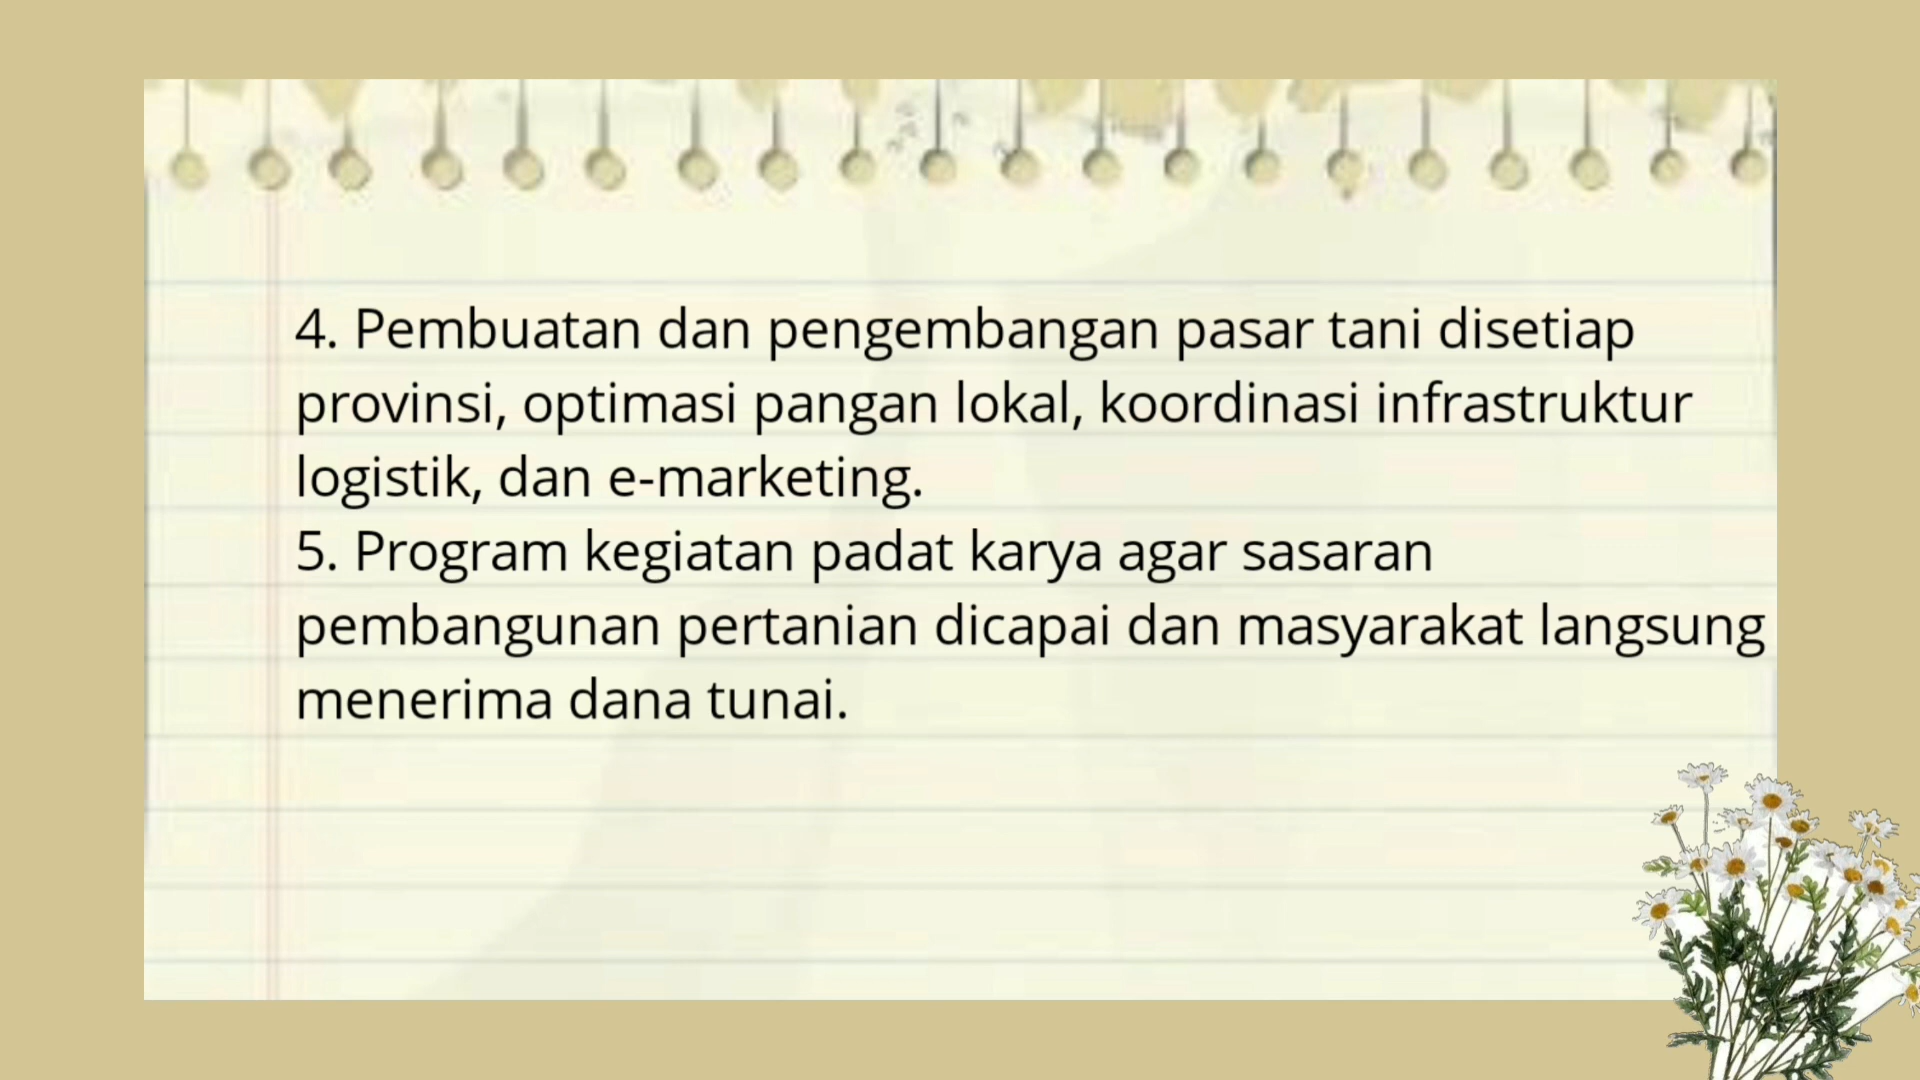 4. Pembuatan dan pengembangan pasar tani disetiap
provinsi, optimasi pangan lokal, koordinasi infrastruktur
logistik, dan e-marketing.
5. Program kegiatan padat karya agar sasaran
pembangunan pertanian dicapai dan masyarakat langsung
menerima dana tunai.